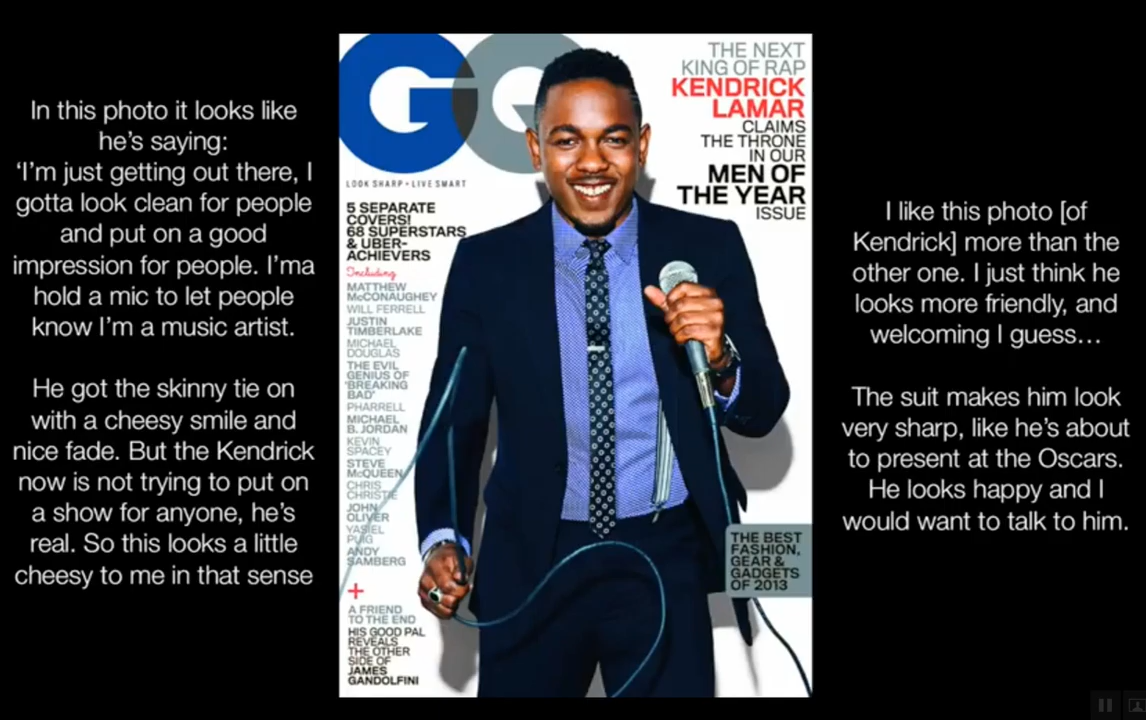 In this photo it looks like
he's saying:
'I'm just getting out there, I
gotta look clean for people
and put on a good
impression for people. I'ma
hold a mic to let people
know I'm a music artist.
He got the skinny tie on
with a cheesy smile and
nice fade. But the Kendrick
now is not trying to put on
a show for anyone, he's
real. So this looks a little
cheesy to me in that sense
GQ
LOOK SHARP • LIVE SMART
5 SEPARATE
COVERS!
68 SUPERSTARS
& UBER-
ACHIEVERS
Including
MATTHEW
McCONAUGHEY
WILL FERRELL
JUSTIN
TIMBERLAKE
MICHAEL
DOUGLAS
THE EVIL
GENIUS OF
'BREAKING
BAD'
PHARRELL
MICHAEL
B. JORDAN
KEVIN
SPACEY
STEVE
McQUEEN
CHRIS
CHRISTIE
JOHN
OLIVER
YASIEL
PUIG
ANDY
SAMBERG
+
A FRIEND
TO THE END
HIS GOOD PAL
REVEALS
THE OTHER
SIDE OF
JAMES
GANDOLFINI
THE NEXT
KING OF RAP
KENDRICK
LAMAR
CLAIMS
THE THRONE
IN OUR
MEN OF
THE YEAR
ISSUE
THE BEST
FASHION,
GEAR &
GADGETS
OF 2013
I like this photo [of
Kendrick] more than the
other one. I just think he
looks more friendly, and
welcoming I guess...
The suit makes him look
very sharp, like he's about
to present at the Oscars.
He looks happy and I
would want to talk to him.